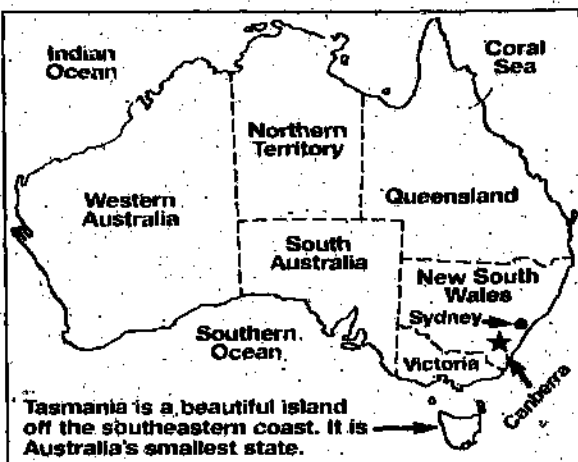 Indian
Ocean
Coral
Sea
Northern
Territory
Western
Australia
Queensland
South
Australia
New South
Wales
Sydney
Southern
Ocean
Victoria
Canberra
Tasmania is a beautiful island
off the southeastern coast. It is
Australia's smallest state.